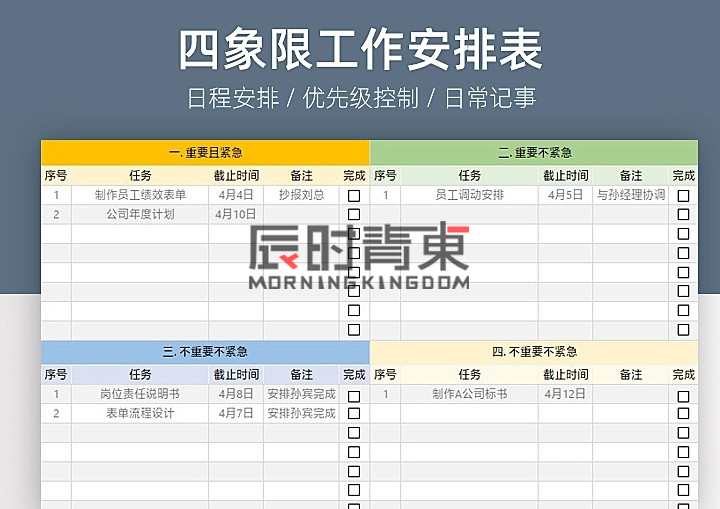 四象限工作安排表
日程安排 / 优先级控制 / 日常记事
一. 重要且紧急
序号 任务 截止时间 备注 完成
1 制作员工绩效表单 4月4日 抄报刘总
2 公司年度计划 4月10日
二. 重要不紧急
序号 任务 截止时间 备注 完成
1 员工调动安排 4月5日 与孙经理协调
辰时青東
MORNINGKINGDOM
三. 不重要不紧急
序号 任务 截止时间 备注 完成
1 岗位责任说明书 4月8日 安排孙宾完成
2 表单流程设计 4月7日 安排孙宾完成
四. 不重要不紧急
序号 任务 截止时间 备注 完成
1 制作A公司标书 4月12日